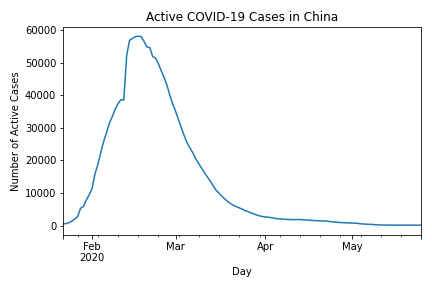 Active COVID-19 Cases in China
Number of Active Cases
60000
50000
40000
30000
20000
10000
0
Feb
2020
Mar
Apr
May
Day